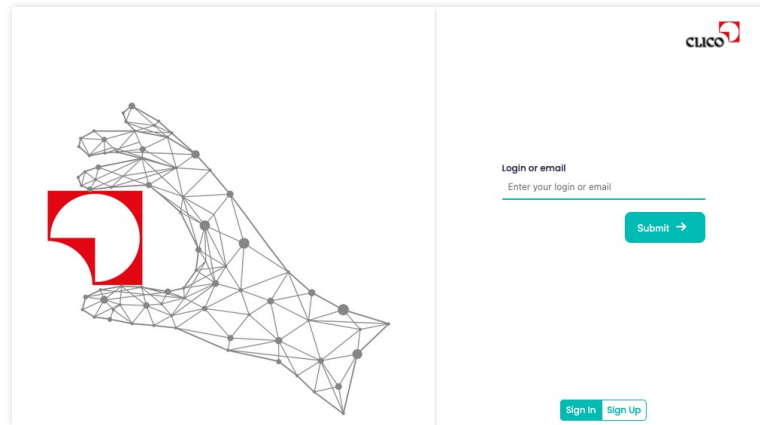 CLICO
Login or email
Enter your login or email
Submit →
Sign In Sign Up